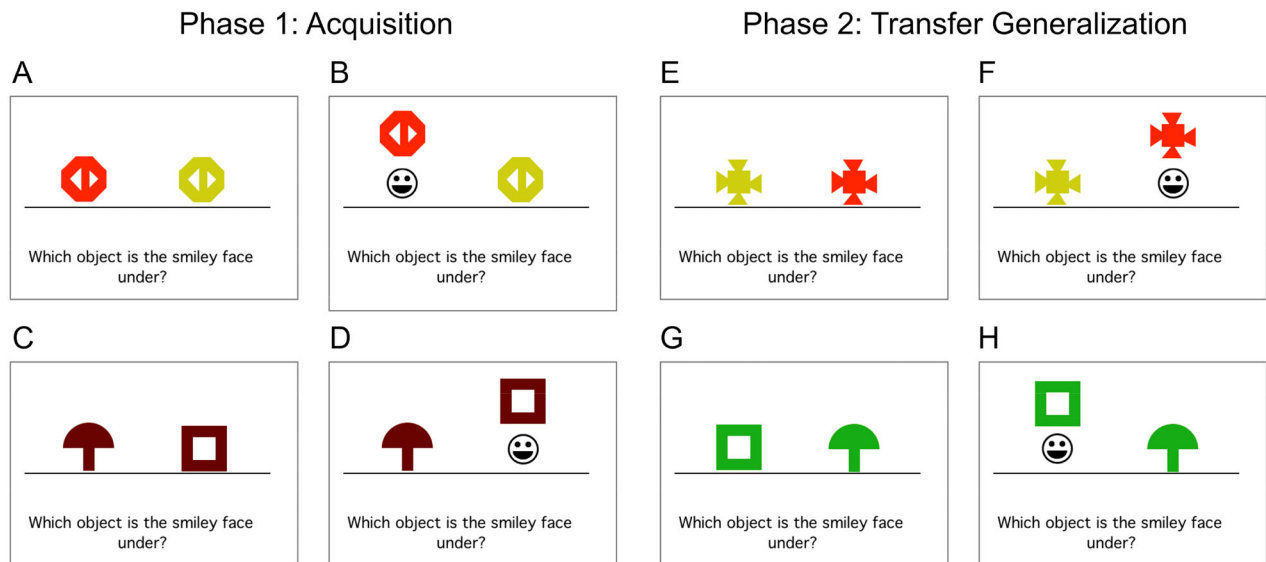 Phase 1: Acquisition
Phase 2: Transfer Generalization
A
B
E
F
Which object is the smiley face
under?
Which object is the smiley face
under?
Which object is the smiley face
under?
Which object is the smiley face
under?
C
D
G
H
Which object is the smiley face
under?
Which object is the smiley face
under?
Which object is the smiley face
under?
Which object is the smiley face
under?